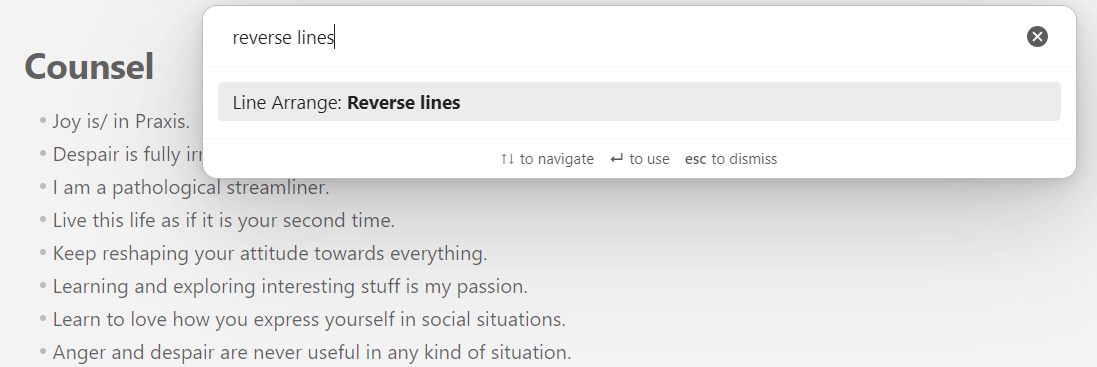 reverse lines
Line Arrange: Reverse lines
↑↓ to navigate ↵ to use esc to dismiss
Counsel
• Joy is/ in Praxis.
• Despair is fully
• I am a pathological streamliner.
• Live this life as if it is your second time.
• Keep reshaping your attitude towards everything.
• Learning and exploring interesting stuff is my passion.
• Learn to love how you express yourself in social situations.
• Anger and despair are never useful in any kind of situation.